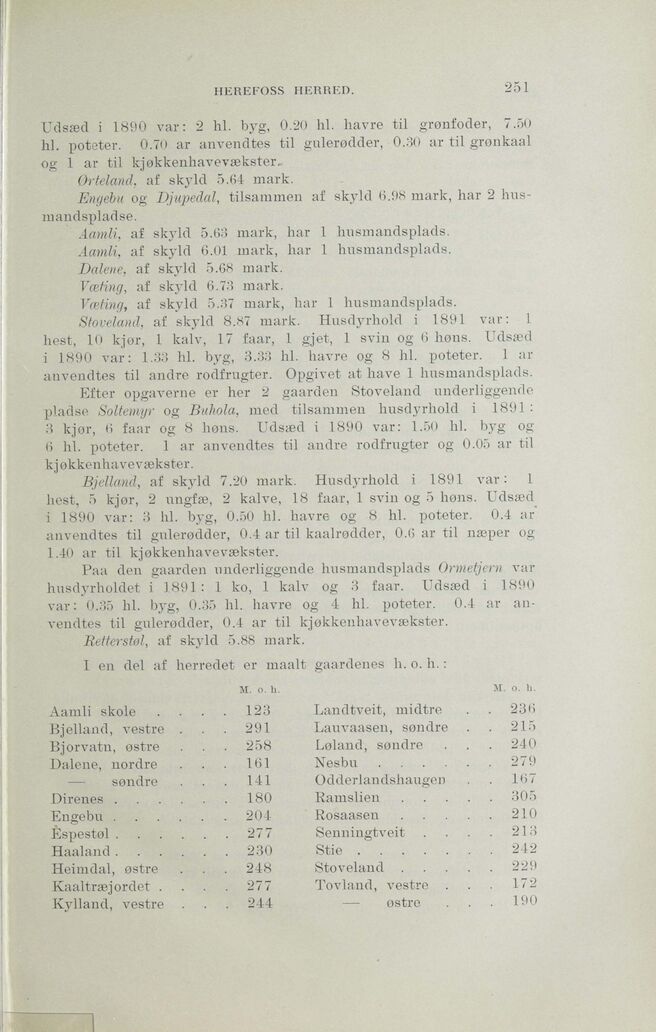 HEREFOSS HERRED. 251
Udsæd i 1890 var: 2 hl. byg, 0.20 hl. havre til grønfoder, 7.50
hl. poteter. 0.70 ar anvendtes til gulerødder, 0.30 ar til grønkaal
og 1 ar til kjøkkenhavevækster.
Orteland, af skyld 5.64 mark.
Engebu og Djupedal, tilsammen af skyld 6.98 mark, har 2 hus-
mandspladse.
Aamli, af skyld 5.63 mark, har 1 husmandsplads.
Aamli, af skyld 6.01 mark, har 1 husmandsplads.
Dalene, af skyld 5.68 mark.
Væting, af skyld 6.73 mark.
Væting, af skyld 5.37 mark, har 1 husmandsplads.
Stoveland, af skyld 8.87 mark. Husdyrhold i 1891 var: 1
hest, 10 kjør, 1 kalv, 17 faar, 1 gjet, 1 svin og 6 høns. Udsæd
i 1890 var: 1.33 hl. byg, 3.33 hl. havre og 8 hl. poteter. 1 ar
anvendtes til andre rodfrugter. Opgivet at have 1 husmandsplads.
Efter opgaverne er her 2 gaarden Stoveland underliggende
pladse Soltemyr og Buhola, med tilsammen husdyrhold i 1891:
3 kjør, 6 faar og 8 høns. Udsæd i 1890 var: 1.50 hl. byg og
6 hl. poteter. 1 ar anvendtes til andre rodfrugter og 0.05 ar til
kjøkkenhavevækster.
Bjelland, af skyld 7.20 mark. Husdyrhold i 1891 var: 1
hest, 5 kjør, 2 ungfæ, 2 kalve, 18 faar, 1 svin og 5 høns. Udsæd
i 1890 var: 3 hl. byg, 0.50 hl. havre og 8 hl. poteter. 0.4 ar
anvendtes til gulerødder, 0.4 ar til kaalrødder, 0.6 ar til næper og
1.40 ar til kjøkkenhavevækster.
Paa den gaarden underliggende husmandsplads Ormetjern var
husdyrholdet i 1891: 1 ko, 1 kalv og 3 faar. Udsæd i 1890
var: 0.35 hl. byg, 0.35 hl. havre og 4 hl. poteter. 0.4 ar an-
vendtes til gulerødder, 0.4 ar til kjøkkenhavevækster.
Retterstøl, af skyld 5.88 mark.
I en del af herredet er maalt gaardenes h. o. h.:
M. o. h.
Aamli skole . . . . 123
Bjelland, vestre . . . 291
Bjorvatn, østre . . . 258
Dalene, nordre . . . 161
— søndre . . . 141
Direnes . . . . . . 180
Engebu . . . . . . 204
Espestøl . . . . . . 277
Haaland . . . . . . 230
Heimdal, østre . . . 248
Kaaltræjordet . . . . 277
Kylland, vestre . . . 244
M. o. h.
Landtveit, midtre . . 236
Lauvaasen, søndre . . 215
Løland, søndre . . . 240
Nesbu . . . . . . 279
Odderlandshaugen . . 167
Ramslien . . . . . 305
Rosaasen . . . . . 210
Senningtveit . . . . 213
Stie . . . . . . . 242
Stoveland . . . . . 229
Tovland, vestre . . . 172
— østre . . . 190